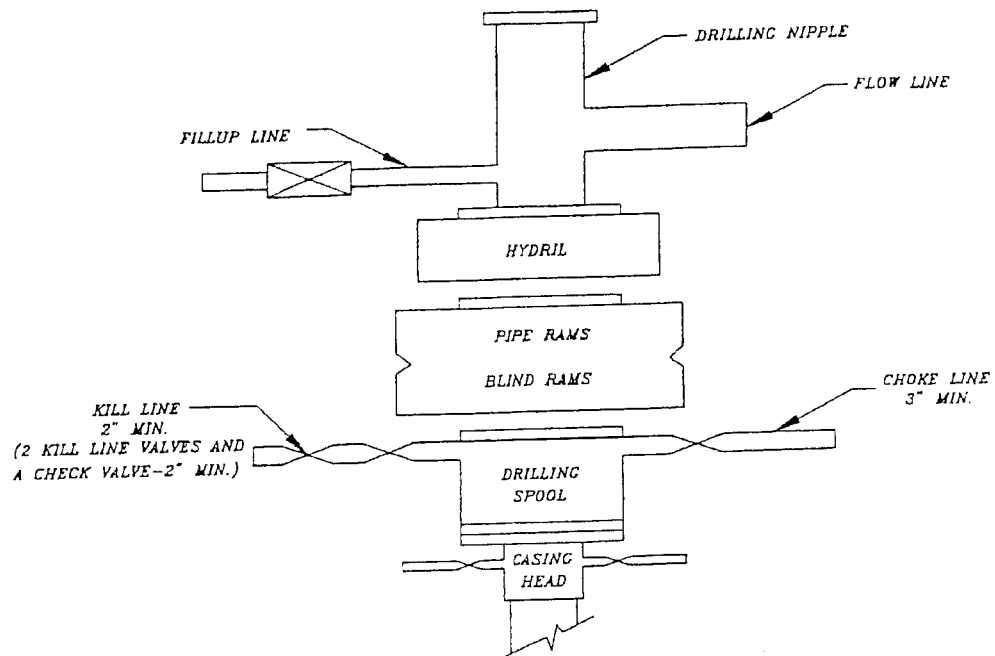 DRILLING NIPPLE
FLOW LINE
FILLUP LINE
HYDRIL
PIPE RAMS
BLIND RAMS
CHOKE LINE
3" MIN.
KILL LINE
2" MIN.
(2 KILL LINE VALVES AND
A CHECK VALVE-2" MIN.)
DRILLING
SPOOL
CASING
HEAD